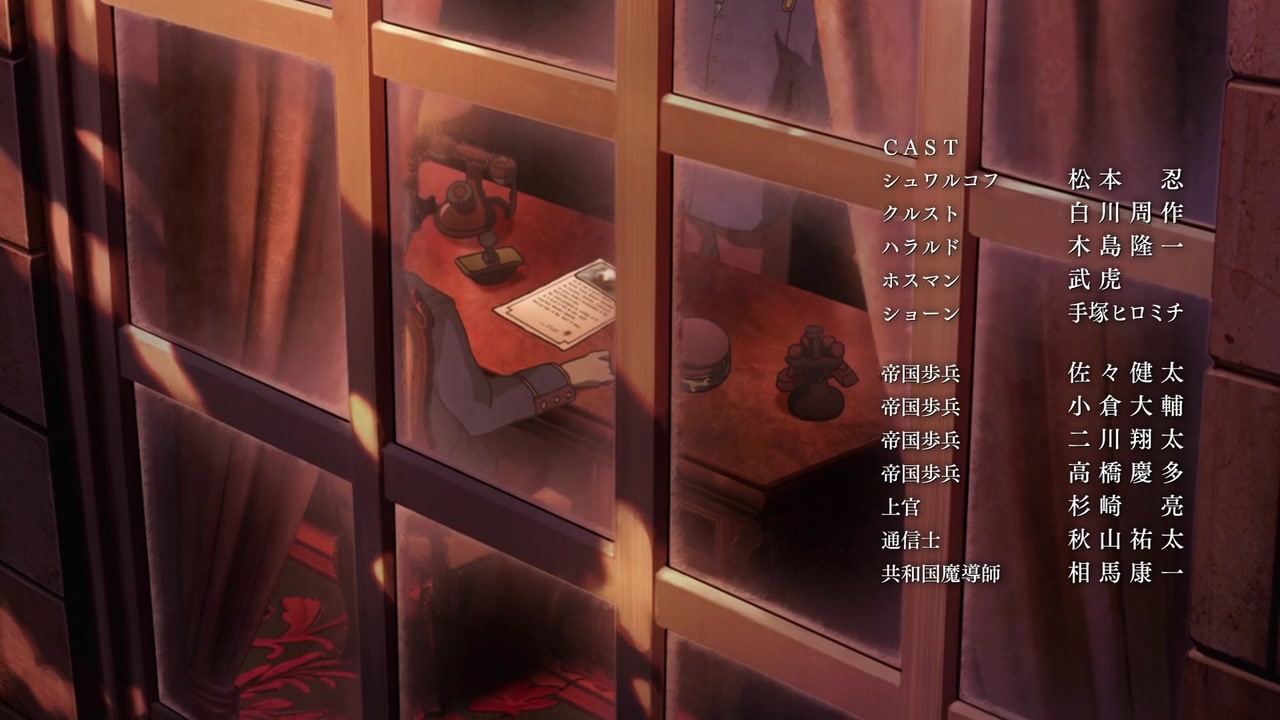 CAST
シュワルコフ 松本 忍
クルスト 白川周作
ハラルド 木島隆一
ホスマン 武虎
ショーン 手塚ヒロミチ
帝国歩兵 佐々健太
帝国歩兵 小倉大輔
帝国歩兵 二川翔太
帝国歩兵 高橋慶多
上官 杉崎 亮
通信士 秋山祐太
共和国魔導師 相馬康一